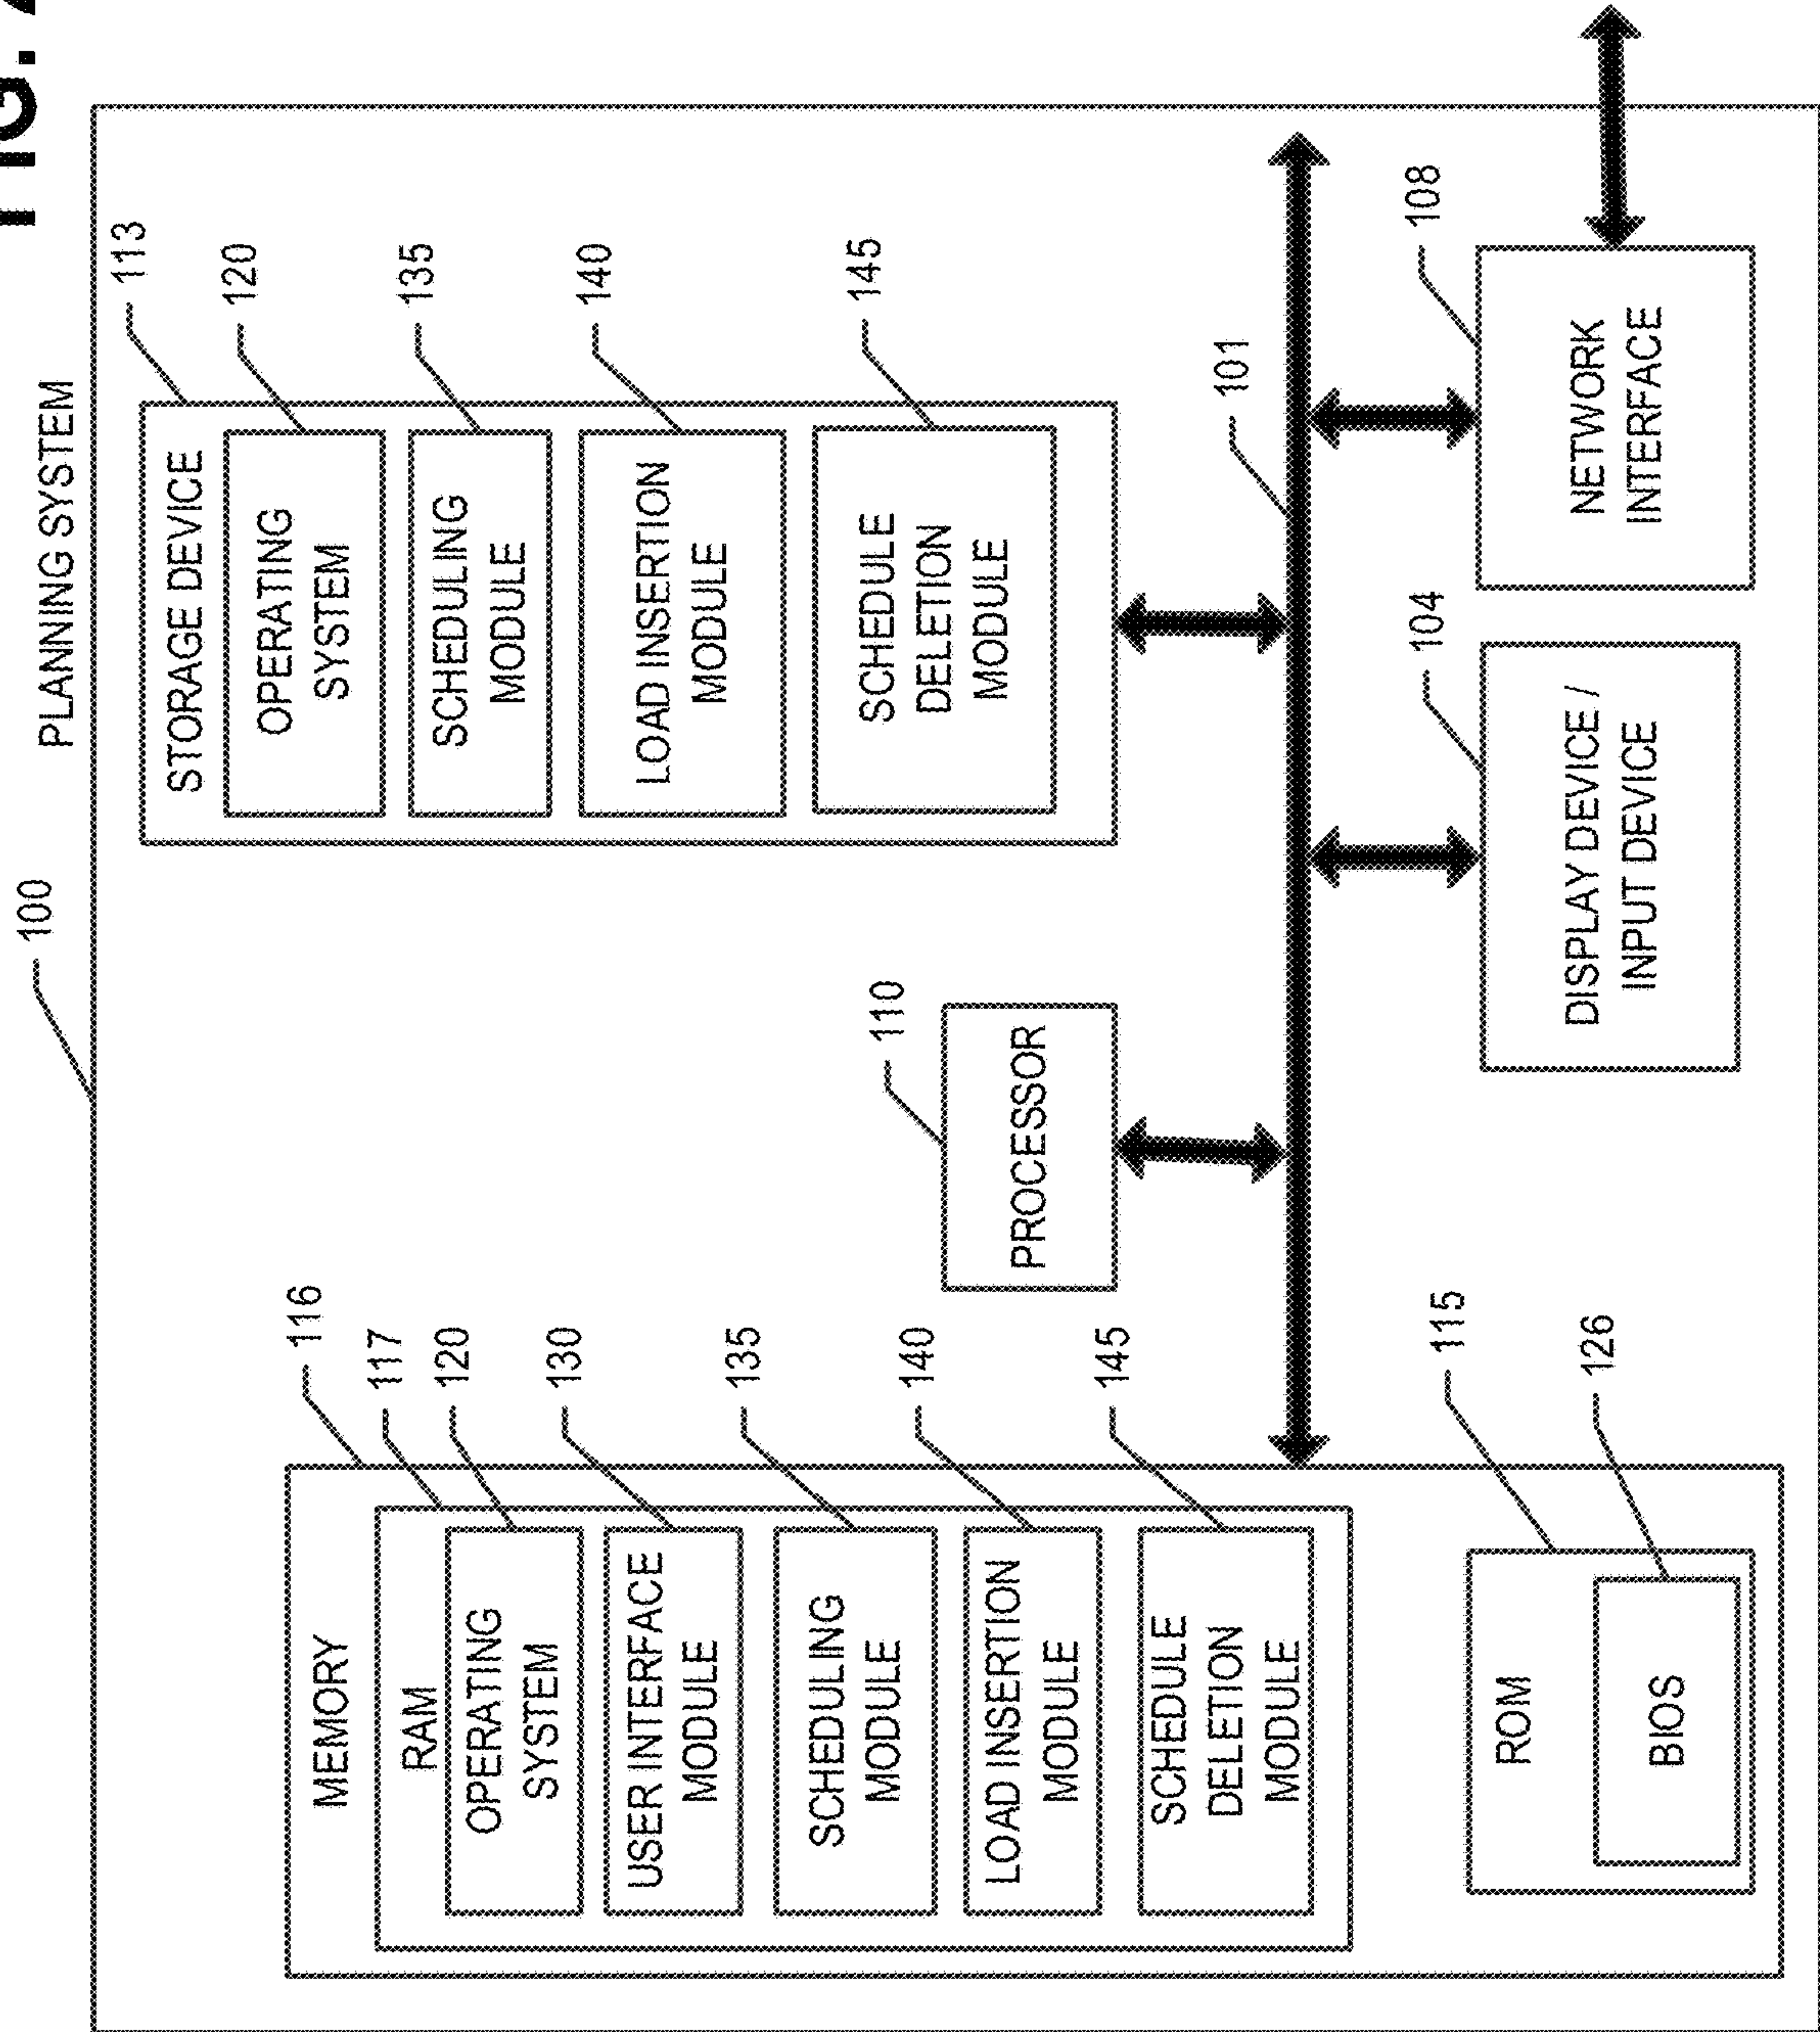 FIG.
100
PLANNING SYSTEM
MEMORY
116
RAM
117
OPERATING
SYSTEM
120
USER INTERFACE
MODULE
130
SCHEDULING
MODULE
135
LOAD INSERTION
MODULE
140
SCHEDULE
DELETION
MODULE
145
ROM
115
BIOS
126
PROCESSOR
110
STORAGE DEVICE
113
OPERATING
SYSTEM
120
SCHEDULING
MODULE
135
LOAD INSERTION
MODULE
140
SCHEDULE
DELETION
MODULE
145
101
DISPLAY DEVICE /
INPUT DEVICE
104
NETWORK
INTERFACE
108